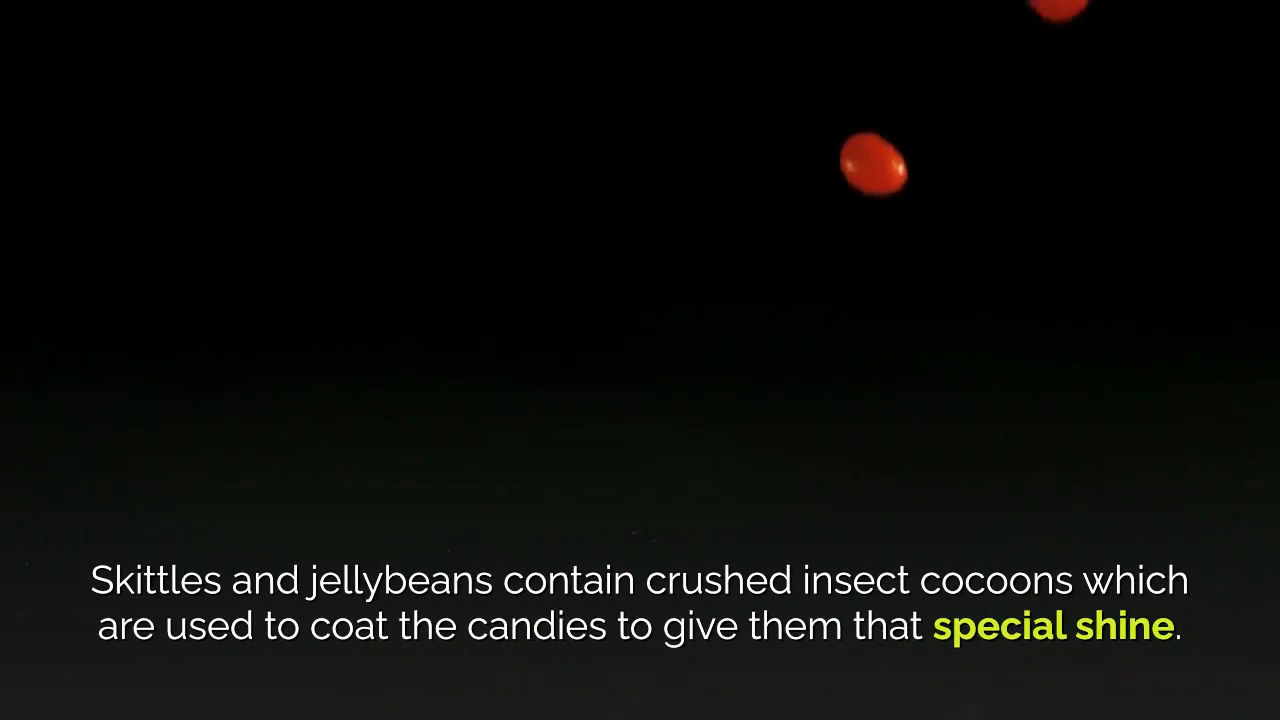 Skittles and jellybeans contain crushed insect cocoons which
are used to coat the candies to give them that special shine.